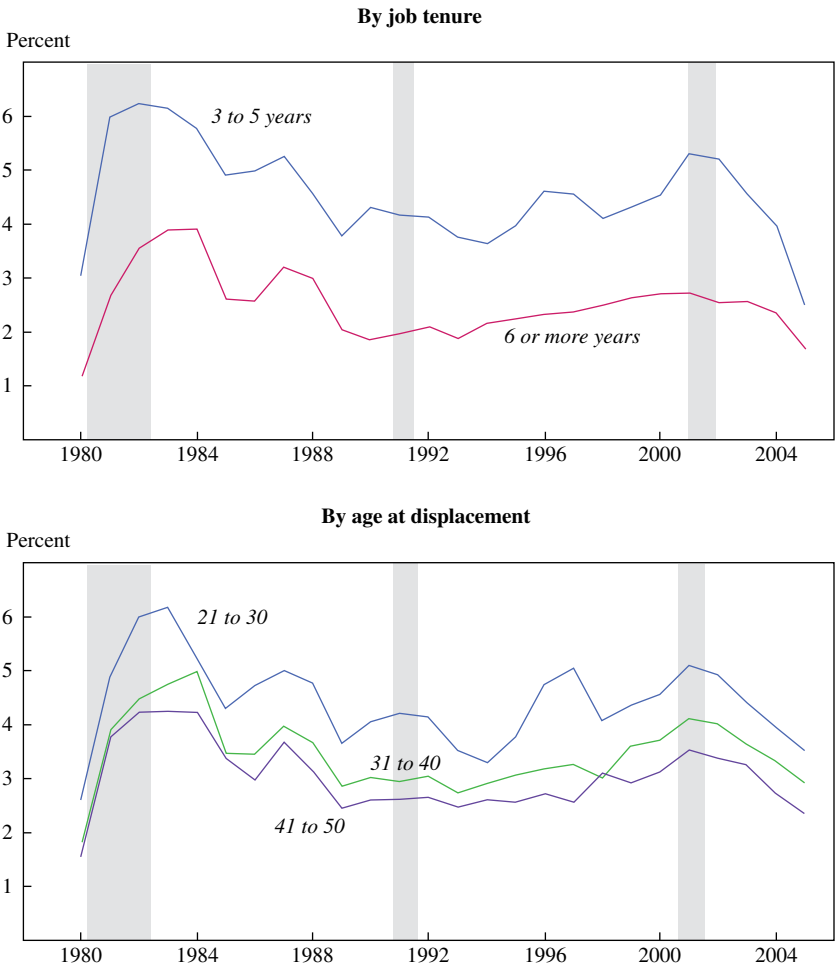 By job tenure
Percent
6
3 to 5 years
5
4
3
2
6 or more years
1
1980 1984 1988 1992 1996 2000 2004
By age at displacement
Percent
6
21 to 30
5
4
31 to 40
3
2
41 to 50
1
1980 1984 1988 1992 1996 2000 2004